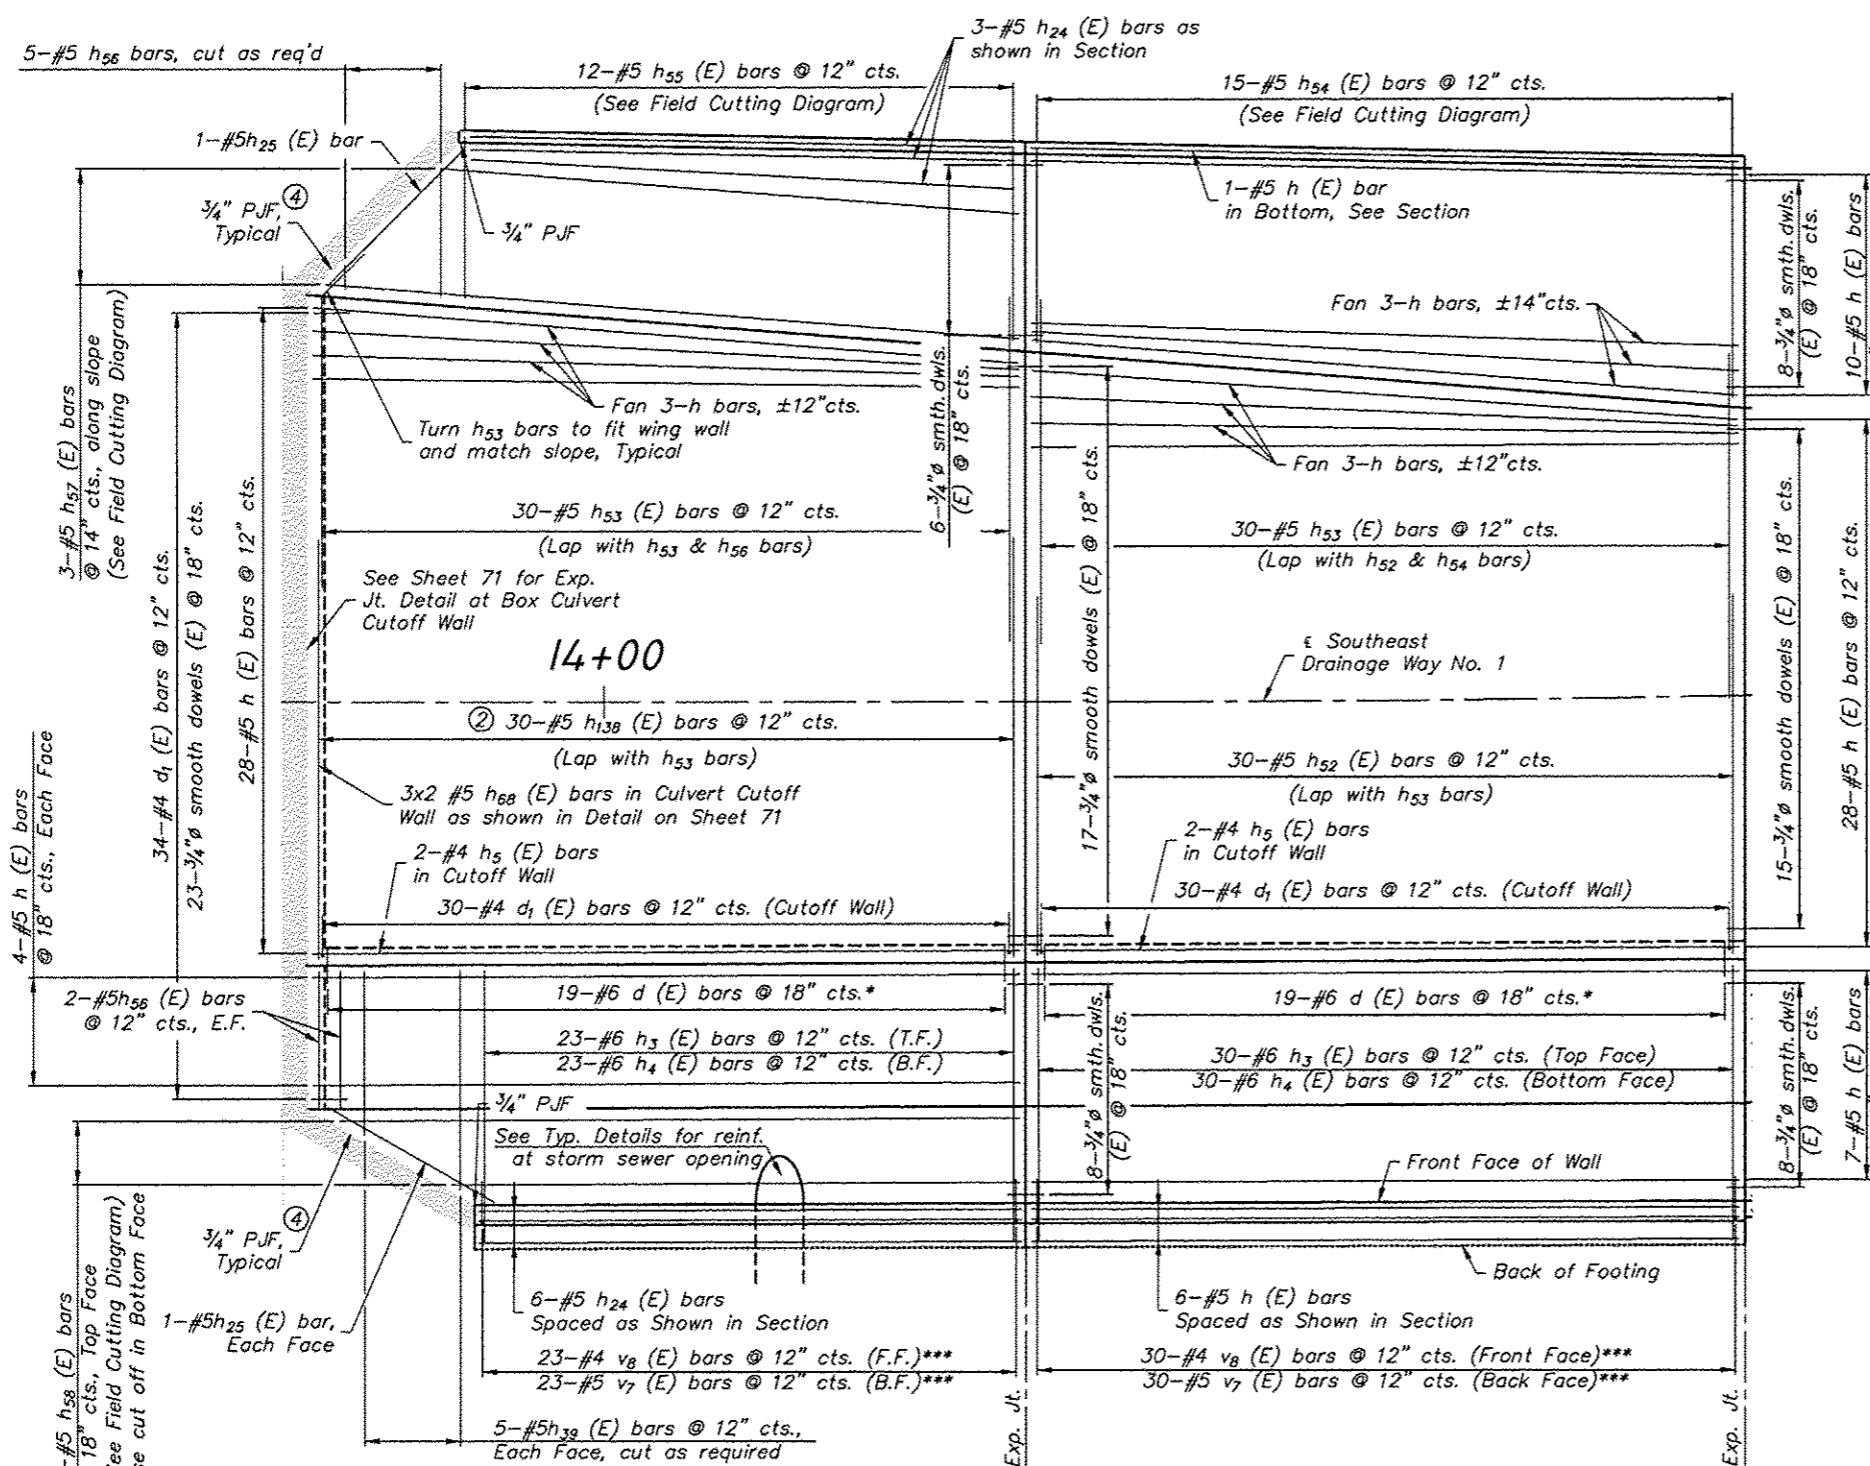 5-#5 h56 bars, cut as req'd
3-#5 h24 (E) bars as
shown in Section
12-#5 h55 (E) bars @ 12" cts.
(See Field Cutting Diagram)
15-#5 h54 (E) bars @ 12" cts.
(See Field Cutting Diagram)
1-#5h25 (E) bar
3/4" PJF, ④
Typical
3/4" PJF
1-#5 h (E) bar
in Bottom, See Section
8-3/4"ø smth.dwls.
(E) @ 18" cts.
10-#5 h (E) bars
3-#5 h57 (E) bars
@ 14" cts., along slope
(See Field Cutting Diagram)
Fan 3-h bars, ±14"cts.
Fan 3-h bars, ±12"cts.
Turn h53 bars to fit wing wall
and match slope, Typical
6-3/4"ø smth.dwls.
(E) @ 18" cts.
Fan 3-h bars, ±12"cts.
34-#4 d1 (E) bars @ 12" cts.
23-3/4"ø smooth dowels (E) @ 18" cts.
28-#5 h (E) bars @ 12" cts.
30-#5 h53 (E) bars @ 12" cts.
(Lap with h53 & h56 bars)
30-#5 h53 (E) bars @ 12" cts.
(Lap with h52 & h54 bars)
See Sheet 71 for Exp.
Jt. Detail at Box Culvert
Cutoff Wall
14+00
17-3/4"ø smooth dowels (E) @ 18" cts.
℄ Southeast
Drainage Way No. 1
15-3/4"ø smooth dowels (E) @ 18" cts.
28-#5 h (E) bars @ 12" cts.
② 30-#5 h138 (E) bars @ 12" cts.
(Lap with h53 bars)
30-#5 h52 (E) bars @ 12" cts.
(Lap with h53 bars)
3x2 #5 h68 (E) bars in Culvert Cutoff
Wall as shown in Detail on Sheet 71
2-#4 h5 (E) bars
in Cutoff Wall
2-#4 h5 (E) bars
in Cutoff Wall
30-#4 d1 (E) bars @ 12" cts. (Cutoff Wall)
30-#4 d1 (E) bars @ 12" cts. (Cutoff Wall)
4-#5 h (E) bars
@ 18" cts., Each Face
2-#5h56 (E) bars
@ 12" cts., E.F.
19-#6 d (E) bars @ 18" cts.*
19-#6 d (E) bars @ 18" cts.*
23-#6 h3 (E) bars @ 12" cts. (T.F.)
23-#6 h4 (E) bars @ 12" cts. (B.F.)
8-3/4"ø smth.dwls.
(E) @ 18" cts.
30-#6 h3 (E) bars @ 12" cts. (Top Face)
30-#6 h4 (E) bars @ 12" cts. (Bottom Face)
8-3/4"ø smth.dwls.
(E) @ 18" cts.
7-#5 h (E) bars
3/4" PJF
See Typ. Details for reinf.
at storm sewer opening
Front Face of Wall
3/4" PJF, ④
Typical
Back of Footing
1-#5h25 (E) bar,
Each Face
6-#5 h24 (E) bars
Spaced as Shown in Section
6-#5 h (E) bars
Spaced as Shown in Section
23-#4 v8 (E) bars @ 12" cts. (F.F.)***
23-#5 v7 (E) bars @ 12" cts. (B.F.)***
30-#4 v8 (E) bars @ 12" cts. (Front Face)***
30-#5 v7 (E) bars @ 12" cts. (Back Face)***
5-#5h39 (E) bars @ 12" cts.,
Each Face, cut as required
Exp. Jt.
Exp. Jt.
-#5 h58 (E) bars
18" cts., Top Face
ee Field Cutting Diagram)
se cut off in Bottom Face